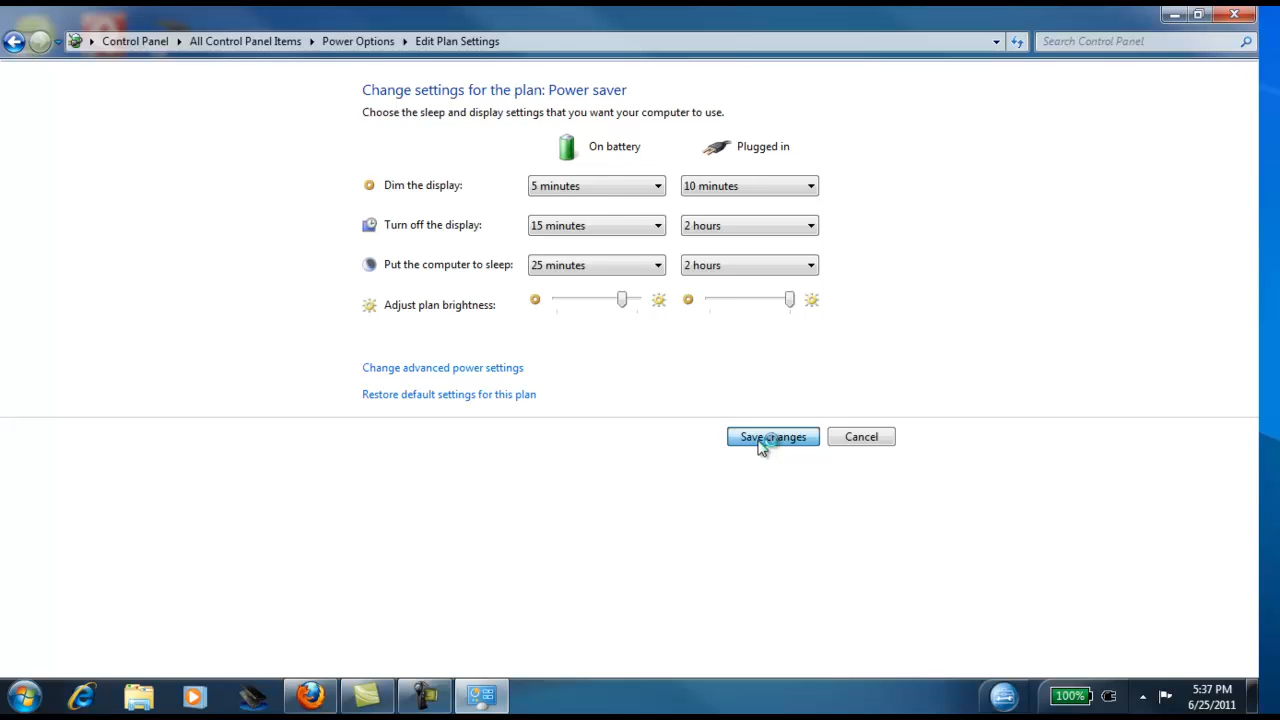 Control Panel All Control Panel Items Power Options Edit Plan Settings
Search Control Panel
Change settings for the plan: Power saver
Choose the sleep and display settings that you want your computer to use.
On battery Plugged in
Dim the display: 5 minutes 10 minutes
Turn off the display: 15 minutes 2 hours
Put the computer to sleep: 25 minutes 2 hours
Adjust plan brightness:
Change advanced power settings
Restore default settings for this plan
Save changes Cancel
100% 5:37 PM
6/25/2011